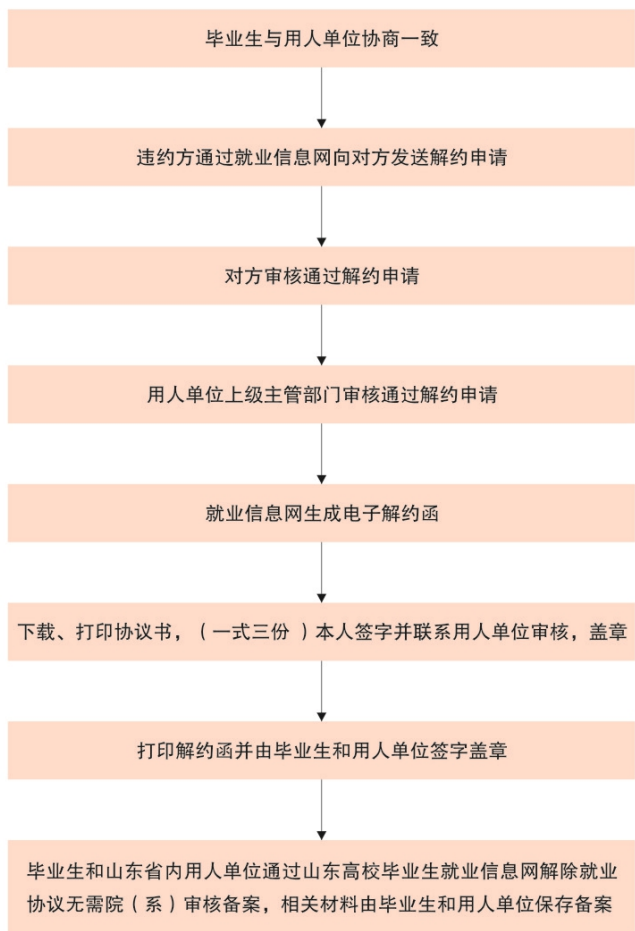 毕业生与用人单位协商一致
违约方通过就业信息网向对方发送解约申请
对方审核通过解约申请
用人单位上级主管部门审核通过解约申请
就业信息网生成电子解约函
下载、打印协议书，（一式三份 ）本人签字并联系用人单位审核，盖章
打印解约函并由毕业生和用人单位签字盖章
毕业生和山东省内用人单位通过山东高校毕业生就业信息网解除就业
协议无需院（系）审核备案，相关材料由毕业生和用人单位保存备案